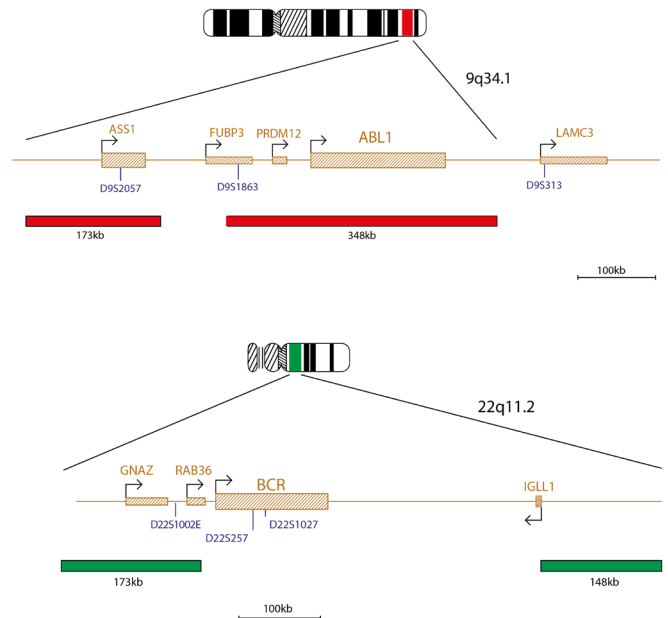 9q34.1
ASS1
FUBP3
PRDM12
ABL1
LAMC3
D9S2057
D9S1863
D9S313
173kb
348kb
100kb
22q11.2
GNAZ
RAB36
BCR
IGLL1
D22S1002E
D22S1027
D22S257
173kb
148kb
100kb